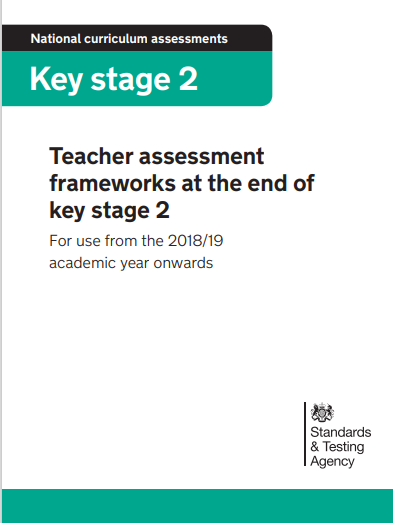 National curriculum assessments
Key stage 2
Teacher assessment
frameworks at the end of
key stage 2
For use from the 2018/19
academic year onwards
Standards
& Testing
Agency